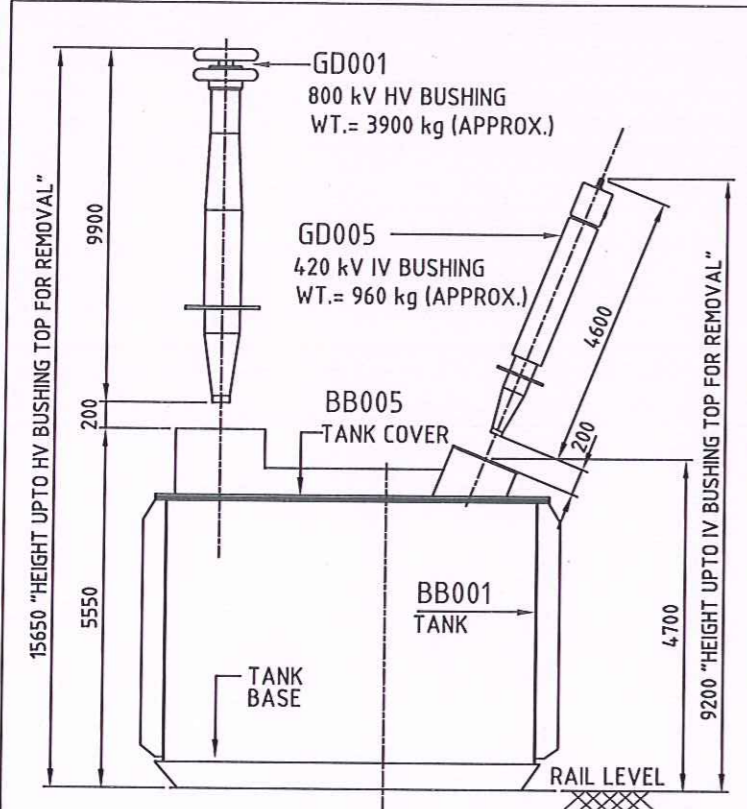 GD001
800 kV HV BUSHING
WT.= 3900 kg (APPROX.)
GD005
420 kV IV BUSHING
WT.= 960 kg (APPROX.)
15650 "HEIGHT UPTO HV BUSHING TOP FOR REMOVAL"
9900
200
5550
4600
200
4700
9200 "HEIGHT UPTO IV BUSHING TOP FOR REMOVAL"
BB005
TANK COVER
BB001
TANK
TANK
BASE
RAIL LEVEL